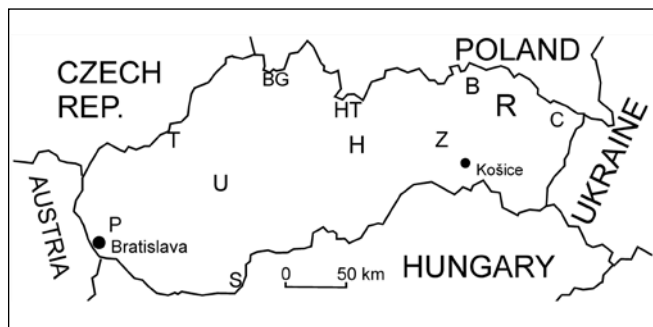 CZECH
REP.
POLAND
UKRAINE
AUSTRIA
HUNGARY
BG
HT
B
R
C
T
H
Z
Košice
U
P
Bratislava
S
0 50 km